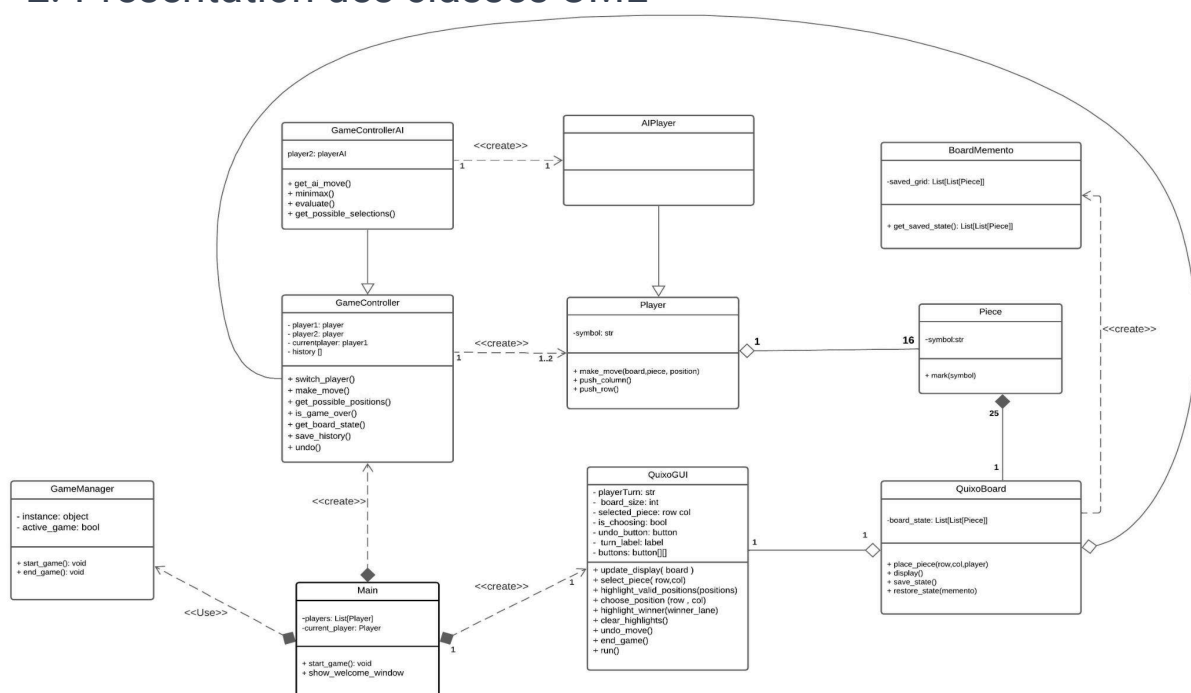 2. Présentation des classes UML
GameControllerAI
player2: playerAI
+ get_ai_move()
+ minimax()
+ evaluate()
+ get_possible_selections()
<<create>>
1
1
AIPlayer
BoardMemento
-saved_grid: List[List[Piece]]
+ get_saved_state(): List[List[Piece]]
GameController
- player1: player
- player2: player
- currentplayer: player1
- history []
+ switch_player()
+ make_move()
+ get_possible_positions()
+ is_game_over()
+ get_board_state()
+ save_history()
+ undo()
<<create>>
1
1..2
Player
-symbol: str
+ make_move(board,piece, position)
+ push_column()
+ push_row()
1
16
Piece
-symbol:str
+ mark(symbol)
<<create>>
25
1
GameManager
- instance: object
- active_game: bool
+ start_game(): void
+ end_game(): void
<<create>>
<<Use>>
Main
-players: List[Player]
-current_player: Player
+ start_game(): void
+ show_welcome_window
<<create>>
1
1
QuixoGUI
- playerTurn: str
- board_size: int
- selected_piece: row col
- is_choosing: bool
- undo_button: button
- turn_label: label
- buttons: button[][]
+ update_display( board )
+ select_piece( row,col)
+ highlight_valid_positions(positions)
+ choose_position (row , col)
+ highlight_winner(winner_lane)
+ clear_highlights()
+ undo_move()
+ end_game()
+ run()
1
1
QuixoBoard
-board_state: List[List[Piece]]
+ place_piece(row,col,player)
+ display()
+ save_state()
+ restore_state(memento)